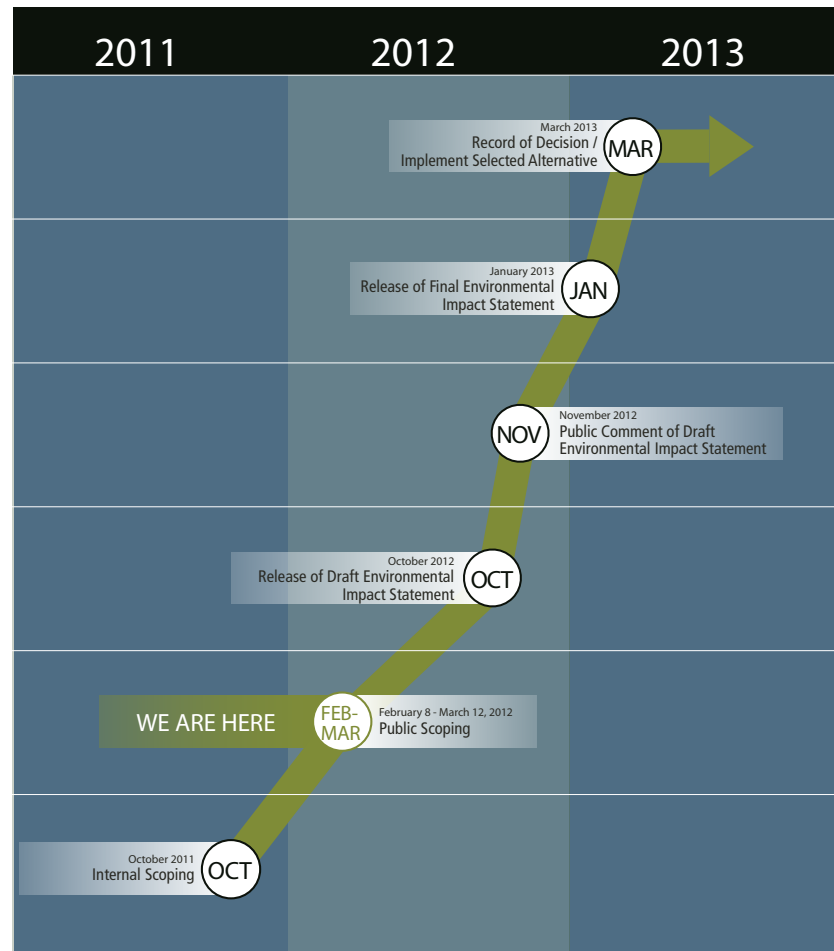 2011 2012 2013
March 2013
Record of Decision /
Implement Selected Alternative
MAR
January 2013
Release of Final Environmental
Impact Statement
JAN
NOV
November 2012
Public Comment of Draft
Environmental Impact Statement
October 2012
Release of Draft Environmental
Impact Statement
OCT
WE ARE HERE
FEB-
MAR
February 8 - March 12, 2012
Public Scoping
October 2011
Internal Scoping
OCT